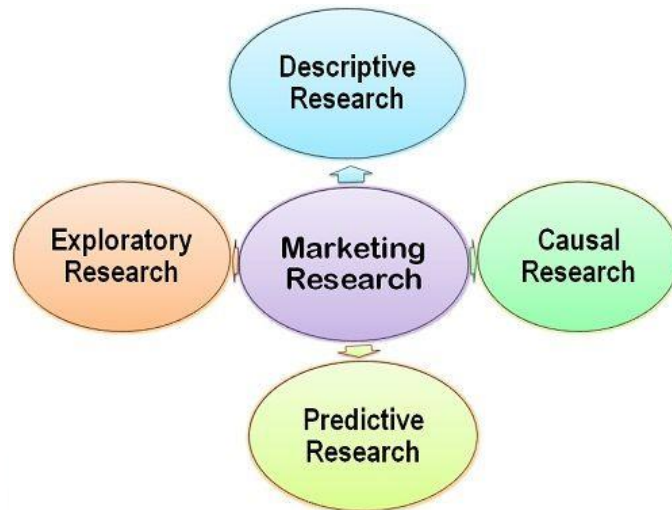 Descriptive
Research
Exploratory
Research
Marketing
Research
Causal
Research
Predictive
Research